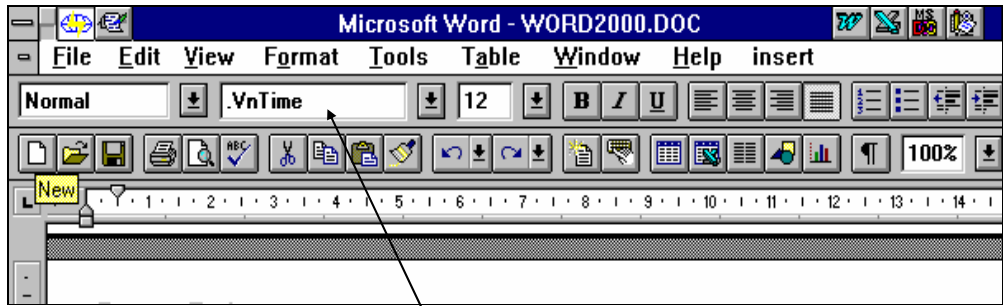 Microsoft Word - WORD2000.DOC
File Edit View Format Tools Table Window Help insert
Normal .VnTime 12 B I U
ABC ¶ 100%
New
L 1 2 3 4 5 6 7 8 9 10 11 12 13 14